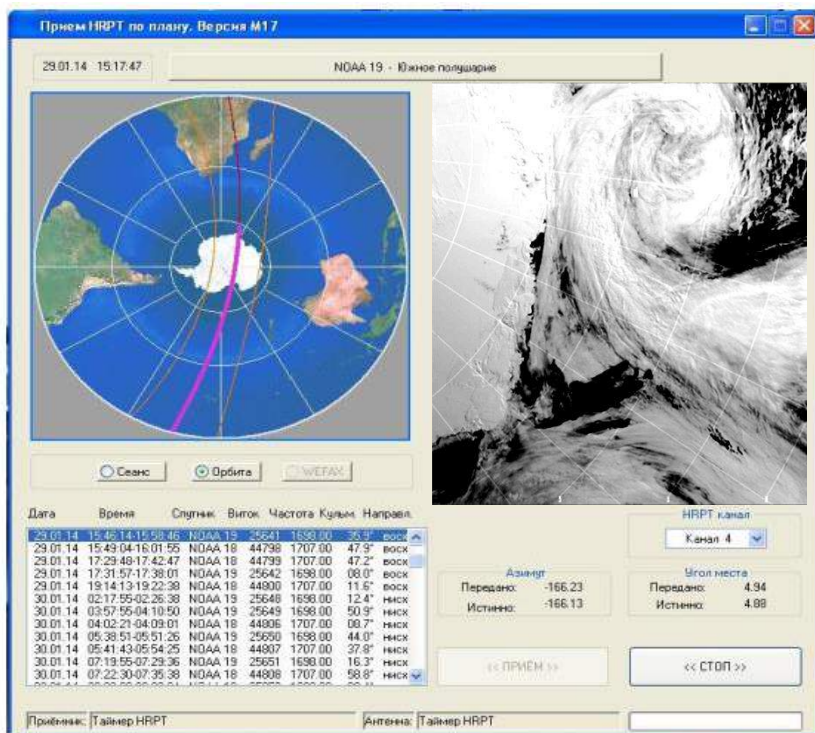 Прием HRPT по плану. Версия M17
29.01.14 15:17:47
NOAA 19 - Южное полушарие
Сеанс
Орбита
WEFAX
Дата Время Спутник Виток Частота Кульм. Направл.
29.01.14 15:46:14-15:58:46 NOAA 19 25641 1698.00 35.9° восх
29.01.14 15:49:04-16:01:55 NOAA 18 44798 1707.00 47.9° восх
29.01.14 17:29:48-17:42:47 NOAA 18 44799 1707.00 47.2° восх
29.01.14 17:31:57-17:38:01 NOAA 19 25642 1698.00 08.0° восх
29.01.14 19:14:13-19:22:38 NOAA 18 44800 1707.00 11.6° восх
30.01.14 02:17:55-02:26:38 NOAA 19 25648 1698.00 12.4° нисх
30.01.14 03:57:55-04:10:50 NOAA 19 25649 1698.00 50.9° нисх
30.01.14 04:02:21-04:09:01 NOAA 18 44806 1707.00 08.7° нисх
30.01.14 05:38:51-05:51:26 NOAA 19 25650 1698.00 44.0° нисх
30.01.14 05:41:43-05:54:25 NOAA 18 44807 1707.00 37.8° нисх
30.01.14 07:19:55-07:29:36 NOAA 19 25651 1698.00 16.3° нисх
30.01.14 07:22:30-07:35:38 NOAA 18 44808 1707.00 58.8° нисх
HRPT канал
Канал 4
Азимут
Передано: -166.23
Истинно: -166.13
Угол места
Передано: 4.94
Истинно: 4.88
<< ПРИЁМ >>
<< СТОП >>
Приёмник: Таймер HRPT
Антенна: Таймер HRPT